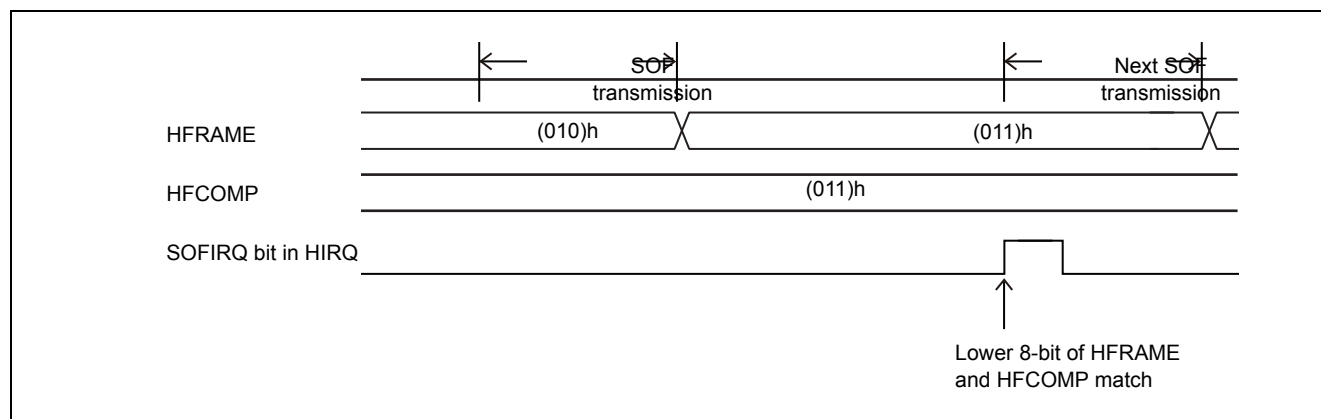 SOF
transmission
Next SOF
transmission
HFRAME
(010)h
(011)h
HFCOMP
(011)h
SOFIRQ bit in HIRQ
Lower 8-bit of HFRAME
and HFCOMP match